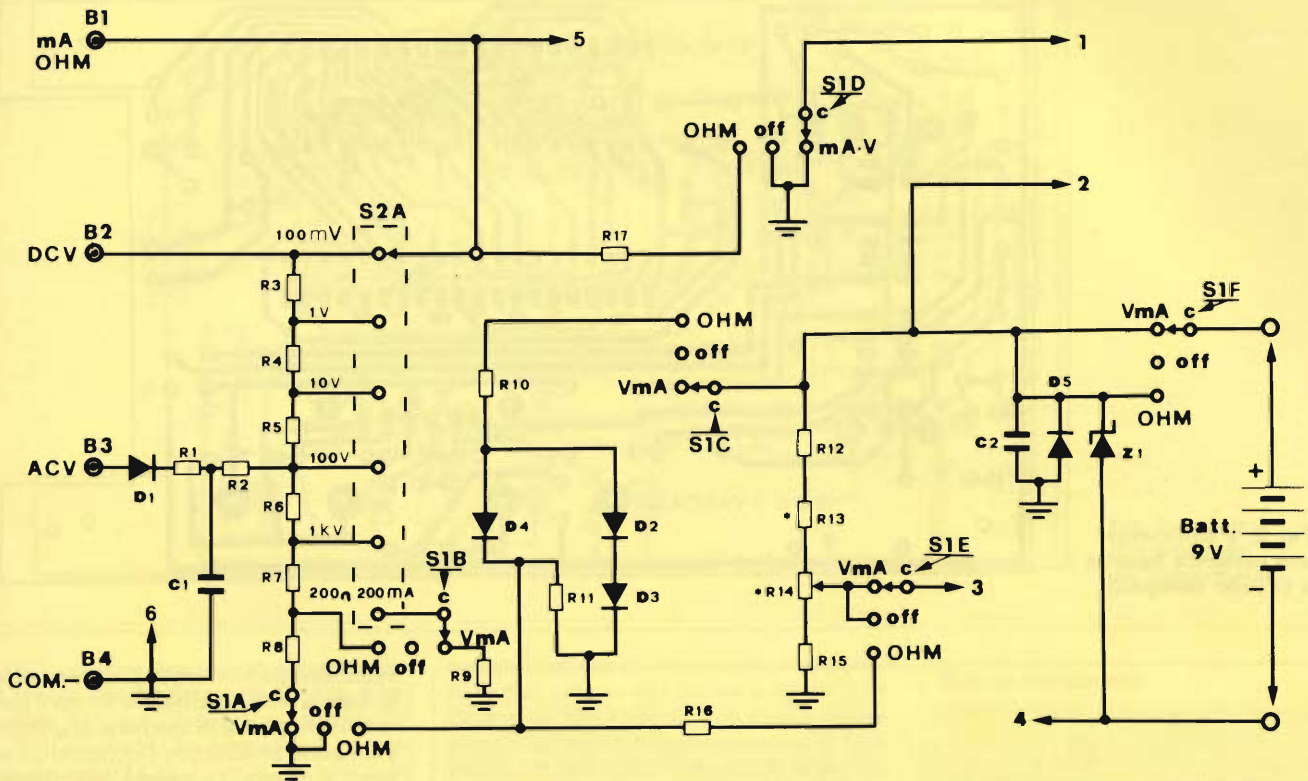 B1
mA
OHM
5
1
S1D
c
OHM off
mA·V
2
B2
DCV
100mV
S2A
R17
R3
1V
R4
10V
R5
B3
ACV
D1
R1
R2
100V
R6
1kV
R7
C1
200Ω 200mA
S1B
c
VmA
OHM off
R9
R8
6
B4
COM.-
S1A
c
VmA
off
OHM
R10
OHM
off
VmA
c
S1C
D4
D2
R11
D3
R12
* R13
* R14
R15
VmA
c
S1E
3
off
OHM
R16
VmA
c
S1F
off
OHM
C2
D5
Z1
+
Batt.
9V
-
4